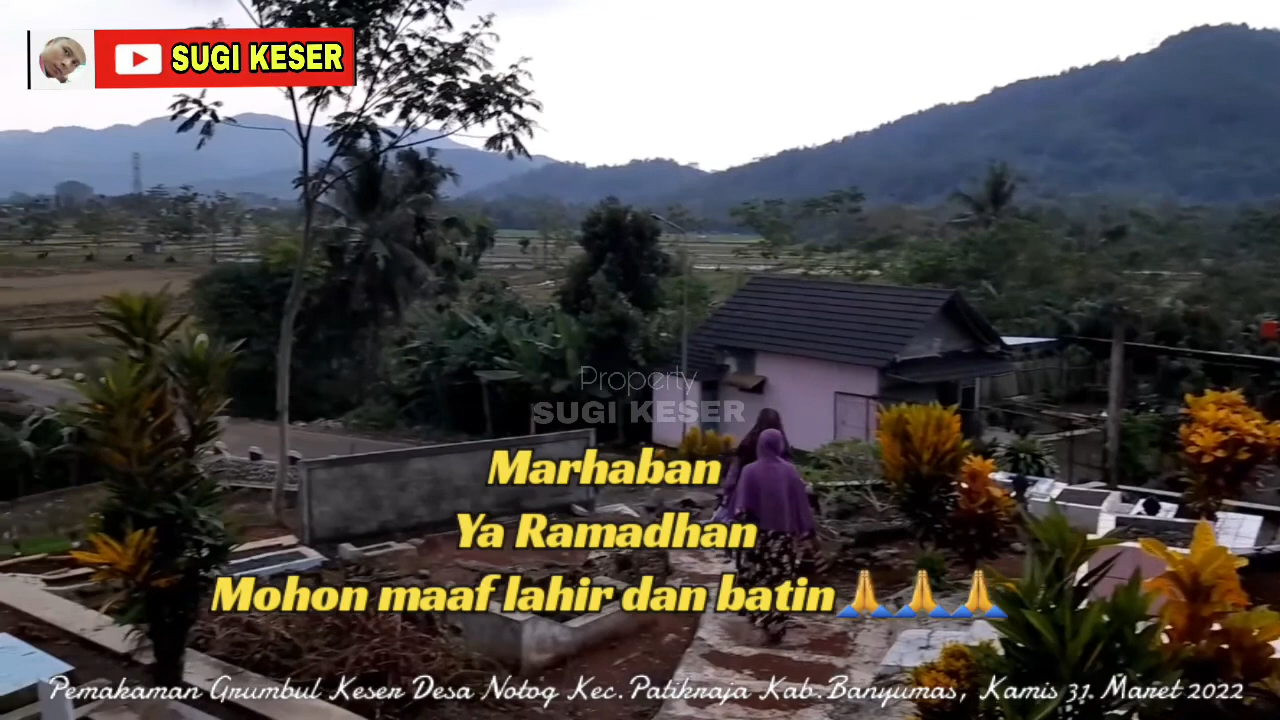 SUGI KESER
Property
SUGI KESER
Marhaban
Ya Ramadhan
Mohon maaf lahir dan batin🙏🙏🙏
Pemakaman Grumbul Keser Desa Notog Kec.Patikraja Kab.Banyumas, Kamis 31. Maret 2022